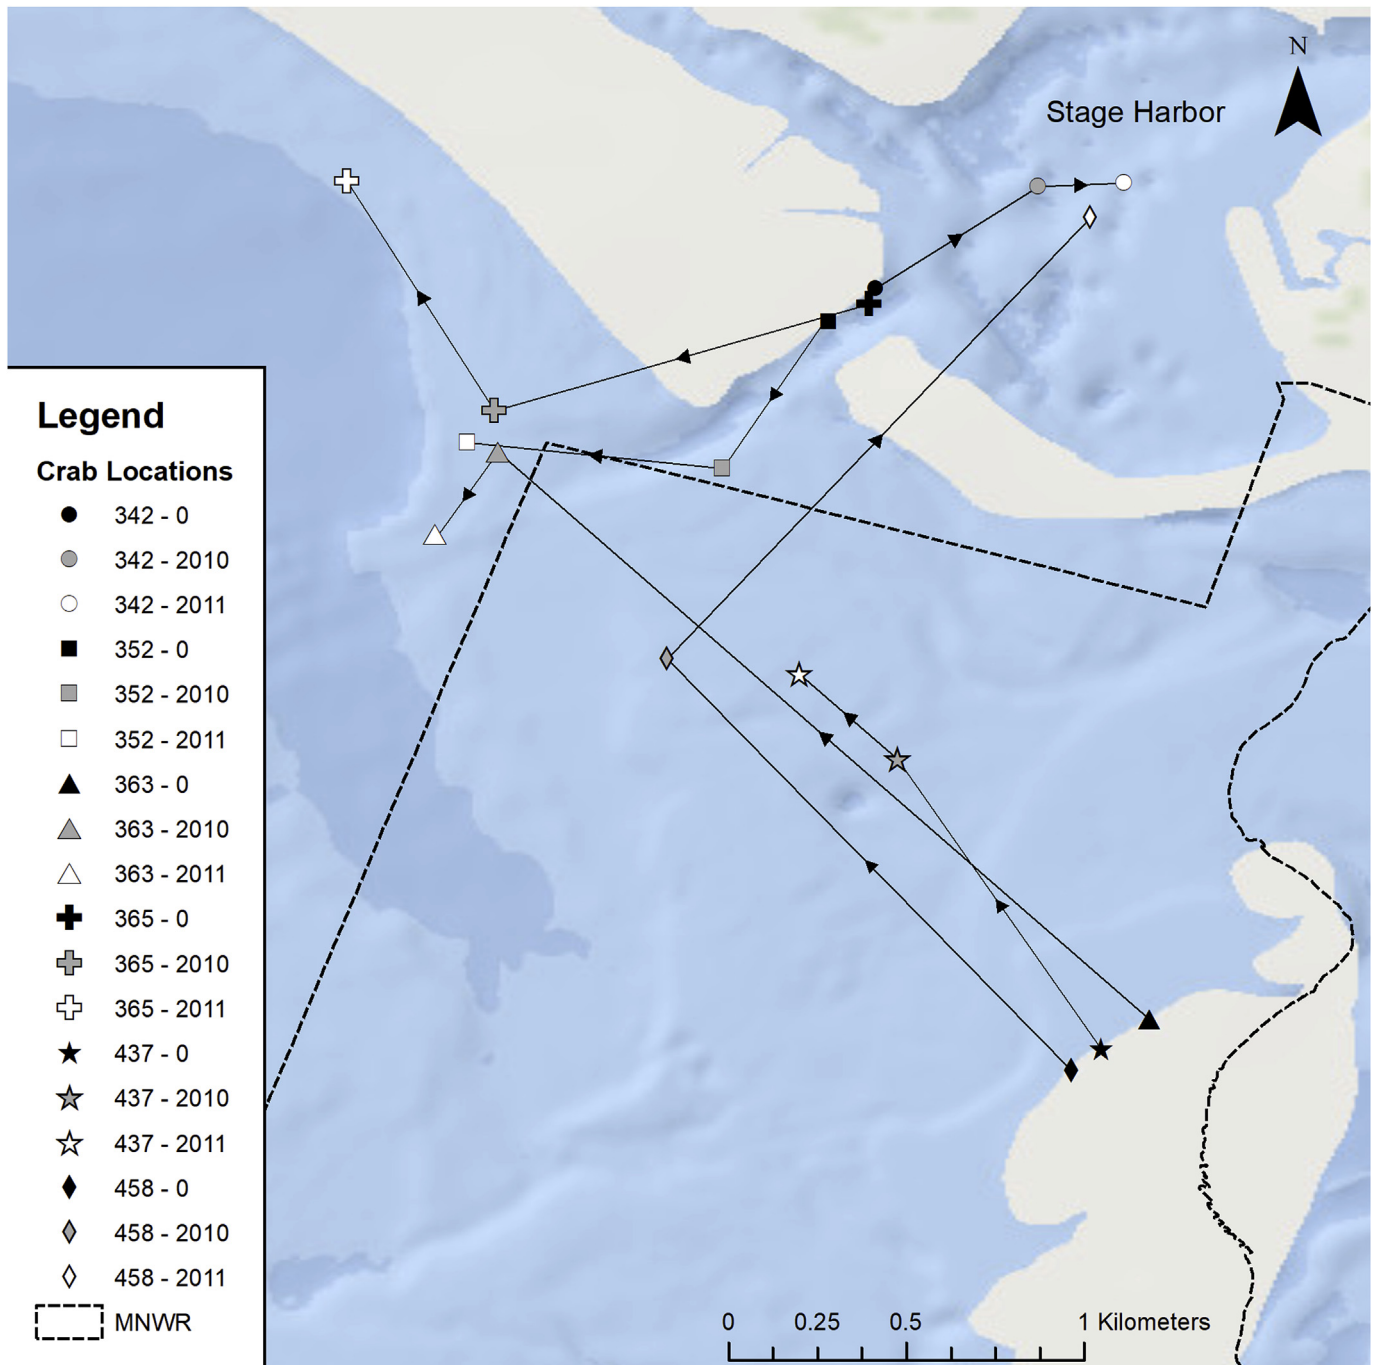 N
Stage Harbor
Legend
Crab Locations
342 - 0
342 - 2010
342 - 2011
352 - 0
352 - 2010
352 - 2011
363 - 0
363 - 2010
363 - 2011
365 - 0
365 - 2010
365 - 2011
437 - 0
437 - 2010
437 - 2011
458 - 0
458 - 2010
458 - 2011
MNWR
0 0.25 0.5 1 Kilometers